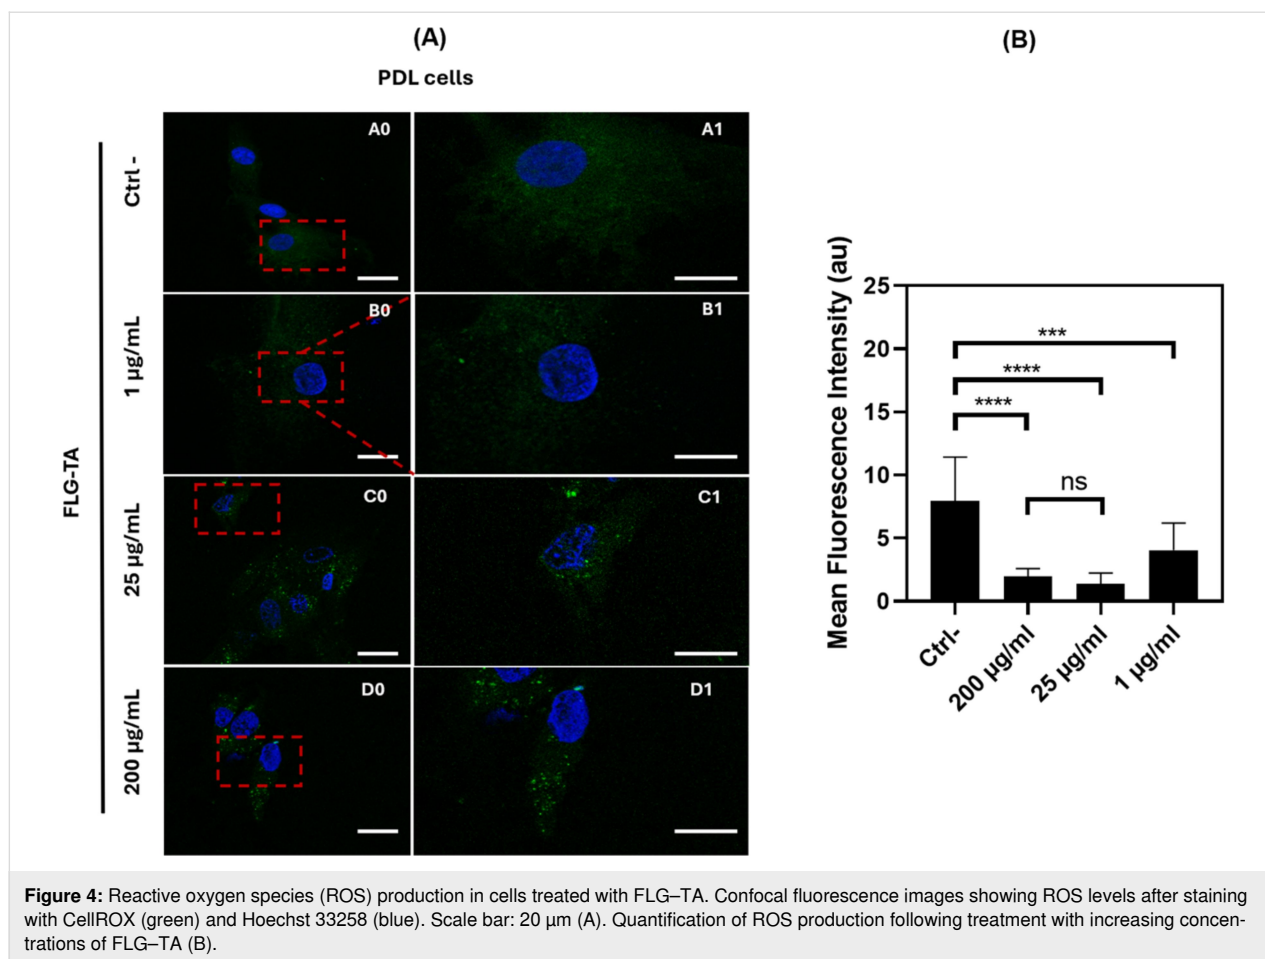 (A)
PDL cells
FLG-TA
Ctrl -
A0
A1
1 µg/mL
B0
B1
25 µg/mL
C0
C1
200 µg/mL
D0
D1
(B)
Mean Fluorescence Intensity (au)
25
20
15
10
5
0
***
****
****
ns
Ctrl-
200 µg/ml
25 µg/ml
1 µg/ml
Figure 4: Reactive oxygen species (ROS) production in cells treated with FLG–TA. Confocal fluorescence images showing ROS levels after staining
with CellROX (green) and Hoechst 33258 (blue). Scale bar: 20 µm (A). Quantification of ROS production following treatment with increasing concen-
trations of FLG–TA (B).